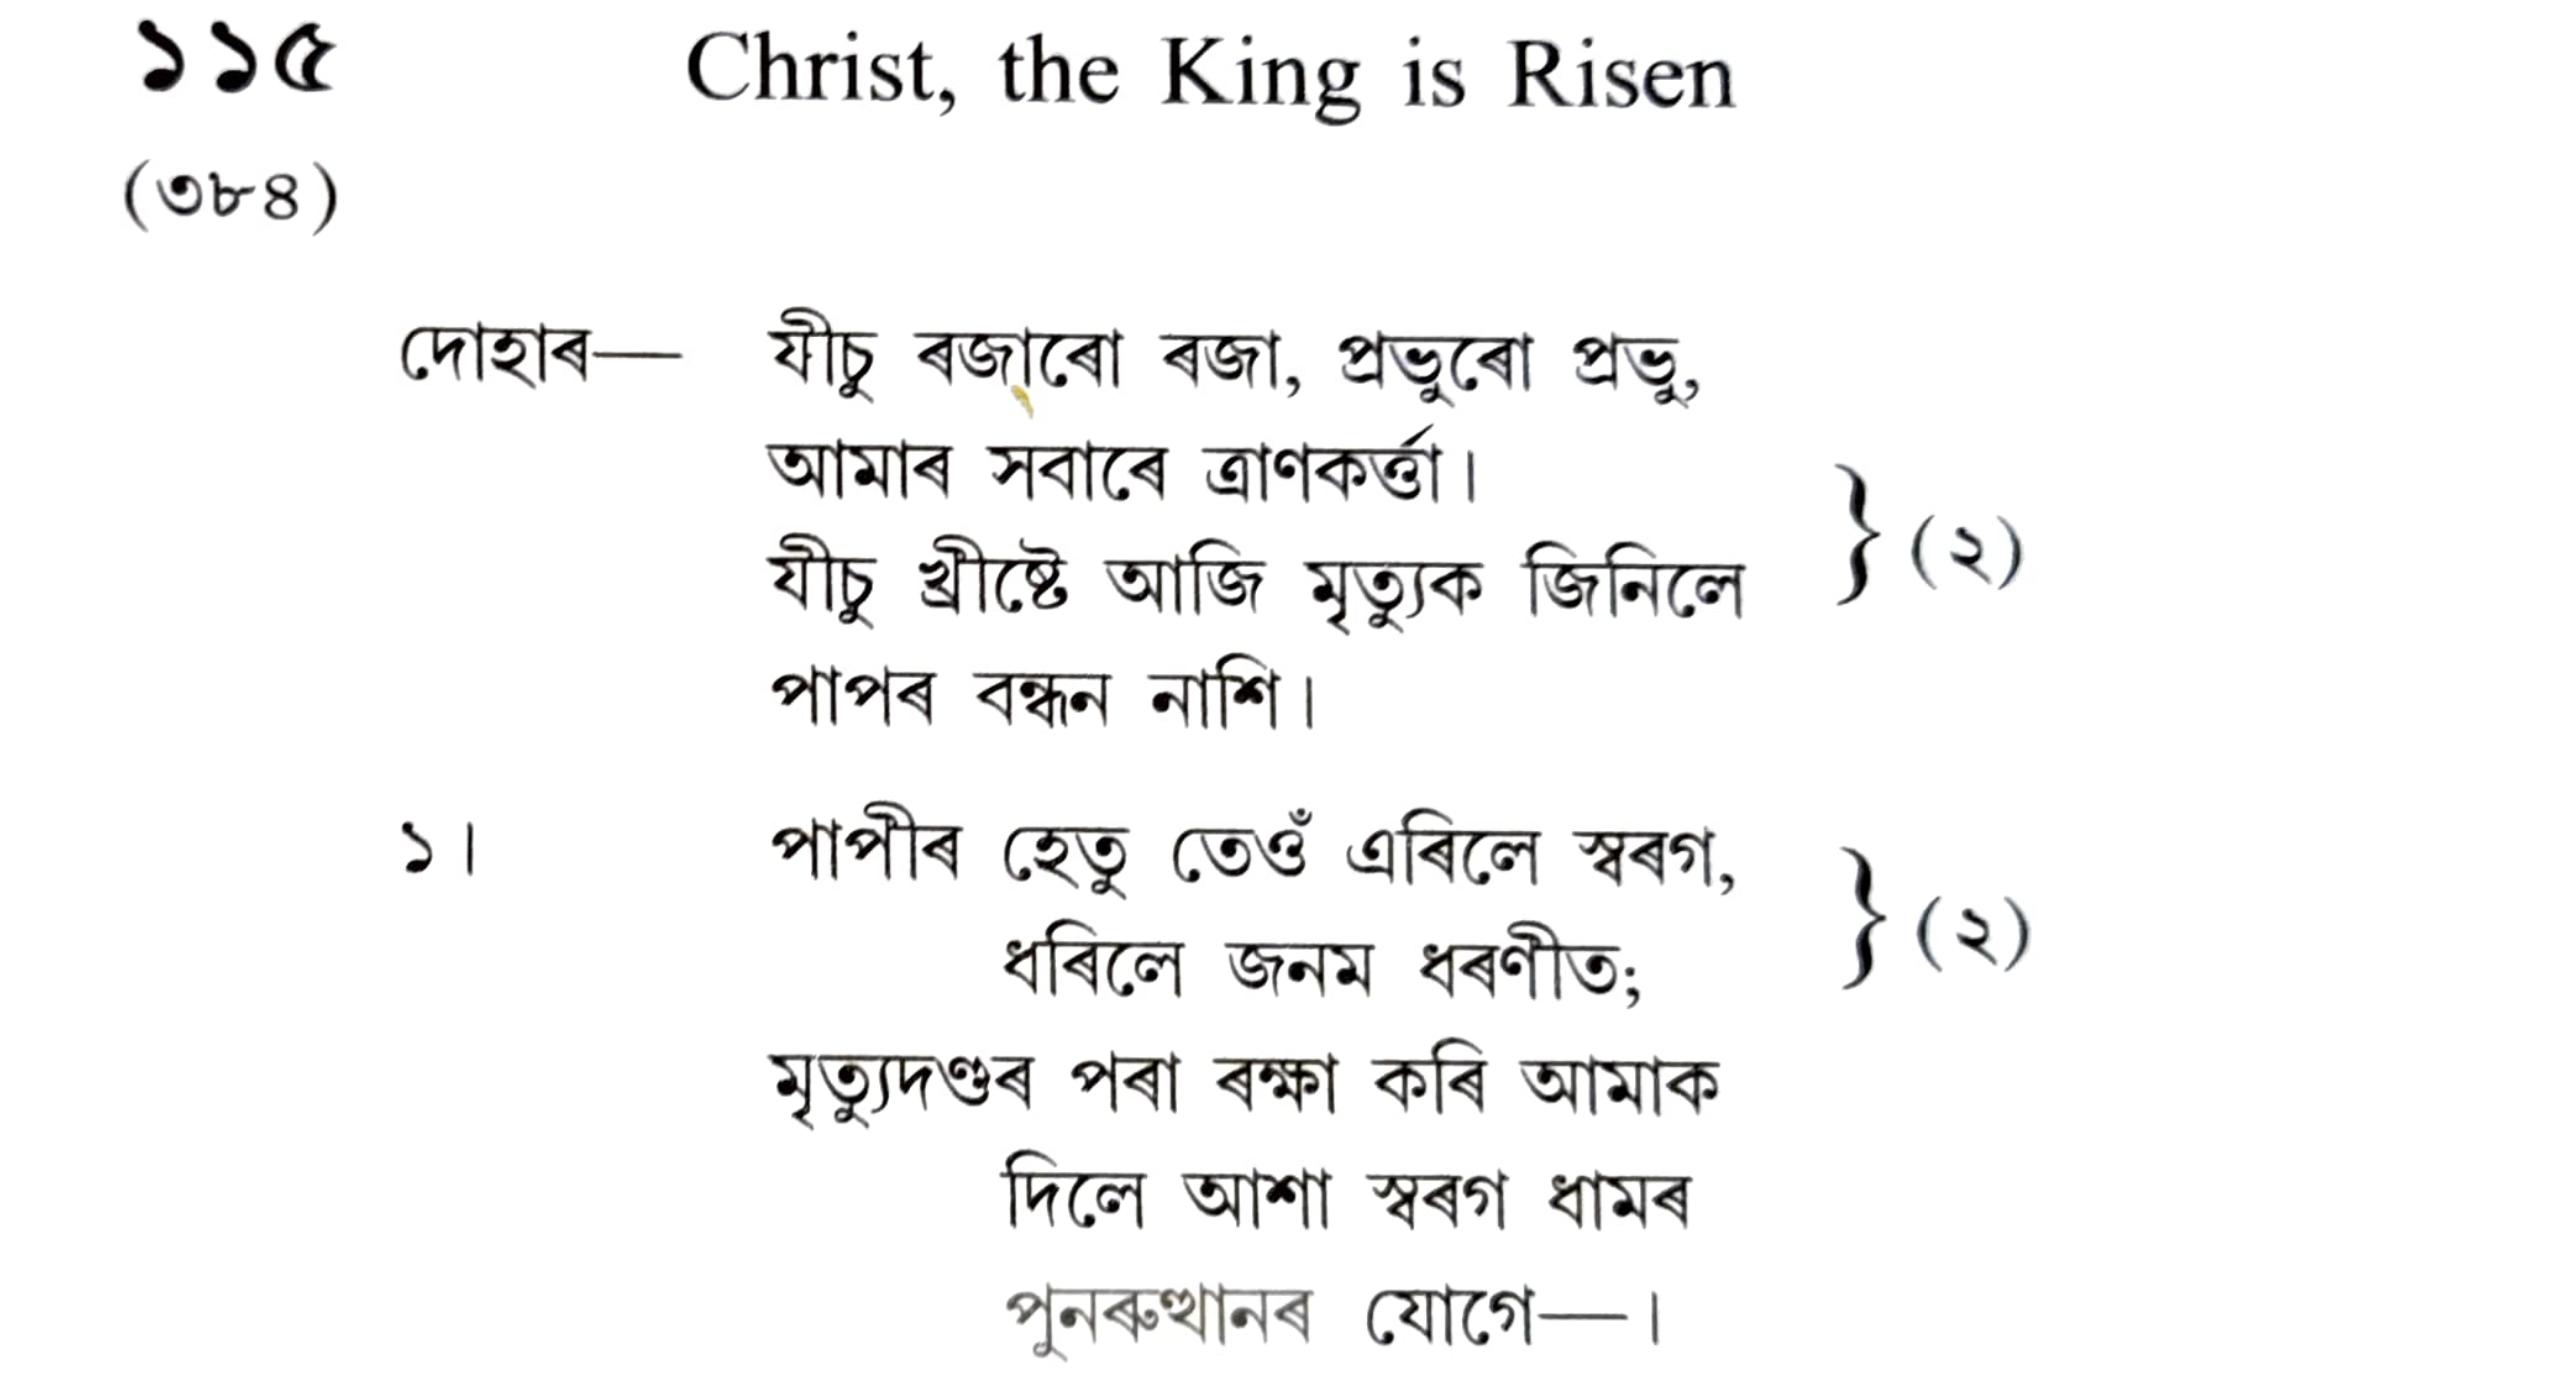 ১১৫ Christ, the King is Risen
(৩৮৪)
দোহাৰ— যীচু ৰজাৰো ৰজা, প্ৰভুৰো প্ৰভু,
আমাৰ সবাৰে ত্ৰাণকৰ্ত্তা।
যীচু খ্ৰীষ্টে আজি মৃত্যুক জিনিলে } (২)
পাপৰ বন্ধন নাশি।
১। পাপীৰ হেতু তেওঁ এৰিলে স্বৰগ,
ধৰিলে জনম ধৰণীত; } (২)
মৃত্যুদণ্ডৰ পৰা ৰক্ষা কৰি আমাক
দিলে আশা স্বৰগ ধামৰ
পুনৰুত্থানৰ যোগে—।